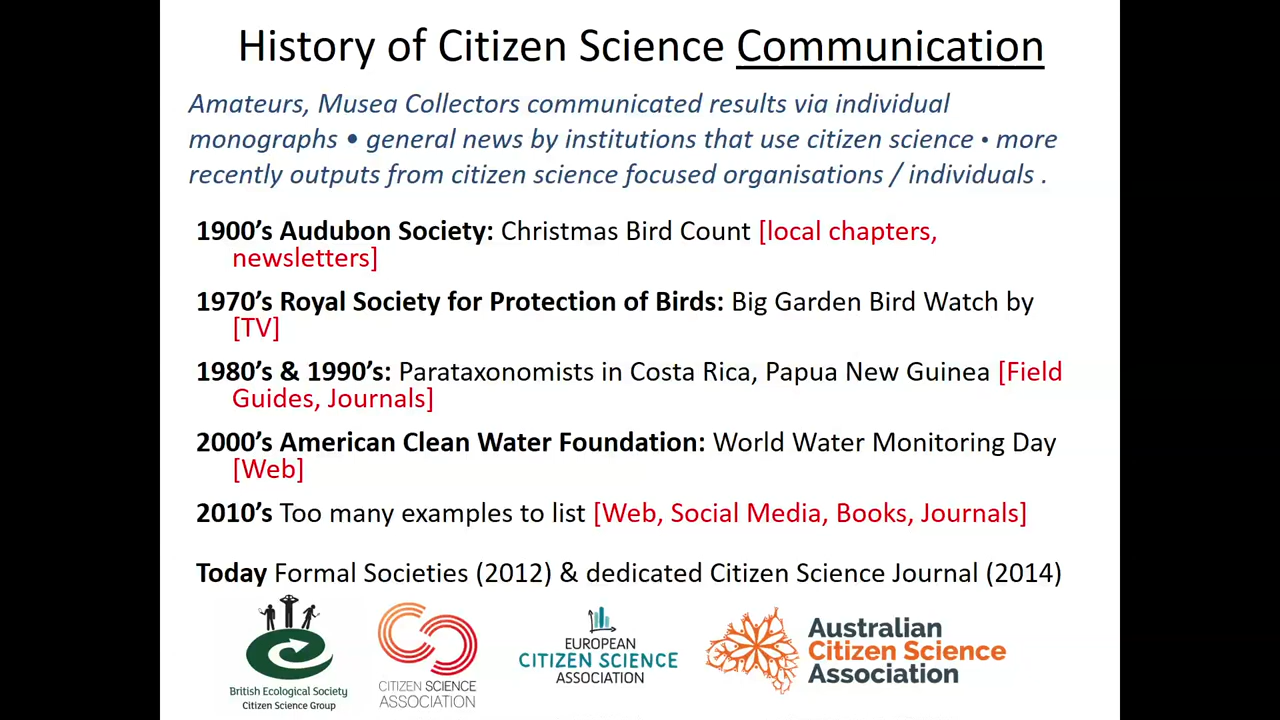 History of Citizen Science Communication
Amateurs, Musea Collectors communicated results via individual
monographs • general news by institutions that use citizen science • more
recently outputs from citizen science focused organisations / individuals .
1900’s Audubon Society: Christmas Bird Count [local chapters,
newsletters]
1970’s Royal Society for Protection of Birds: Big Garden Bird Watch by
[TV]
1980’s & 1990’s: Parataxonomists in Costa Rica, Papua New Guinea [Field
Guides, Journals]
2000’s American Clean Water Foundation: World Water Monitoring Day
[Web]
2010’s Too many examples to list [Web, Social Media, Books, Journals]
Today Formal Societies (2012) & dedicated Citizen Science Journal (2014)
British Ecological Society
Citizen Science Group
CITIZEN SCIENCE
ASSOCIATION
EUROPEAN
CITIZEN SCIENCE
ASSOCIATION
Australian
Citizen Science
Association